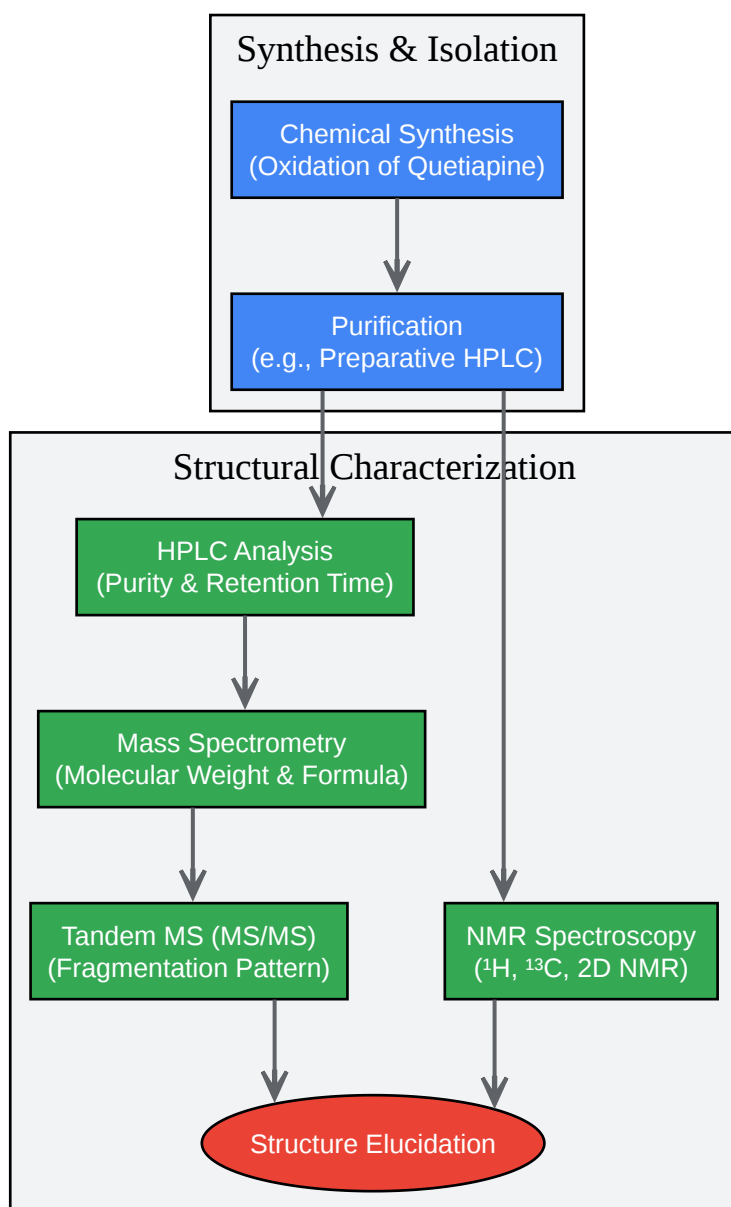 Synthesis & Isolation
Chemical Synthesis
(Oxidation of Quetiapine)
Purification
(e.g., Preparative HPLC)
Structural Characterization
HPLC Analysis
(Purity & Retention Time)
Mass Spectrometry
(Molecular Weight & Formula)
Tandem MS (MS/MS)
(Fragmentation Pattern)
NMR Spectroscopy
(¹H, ¹³C, 2D NMR)
Structure Elucidation